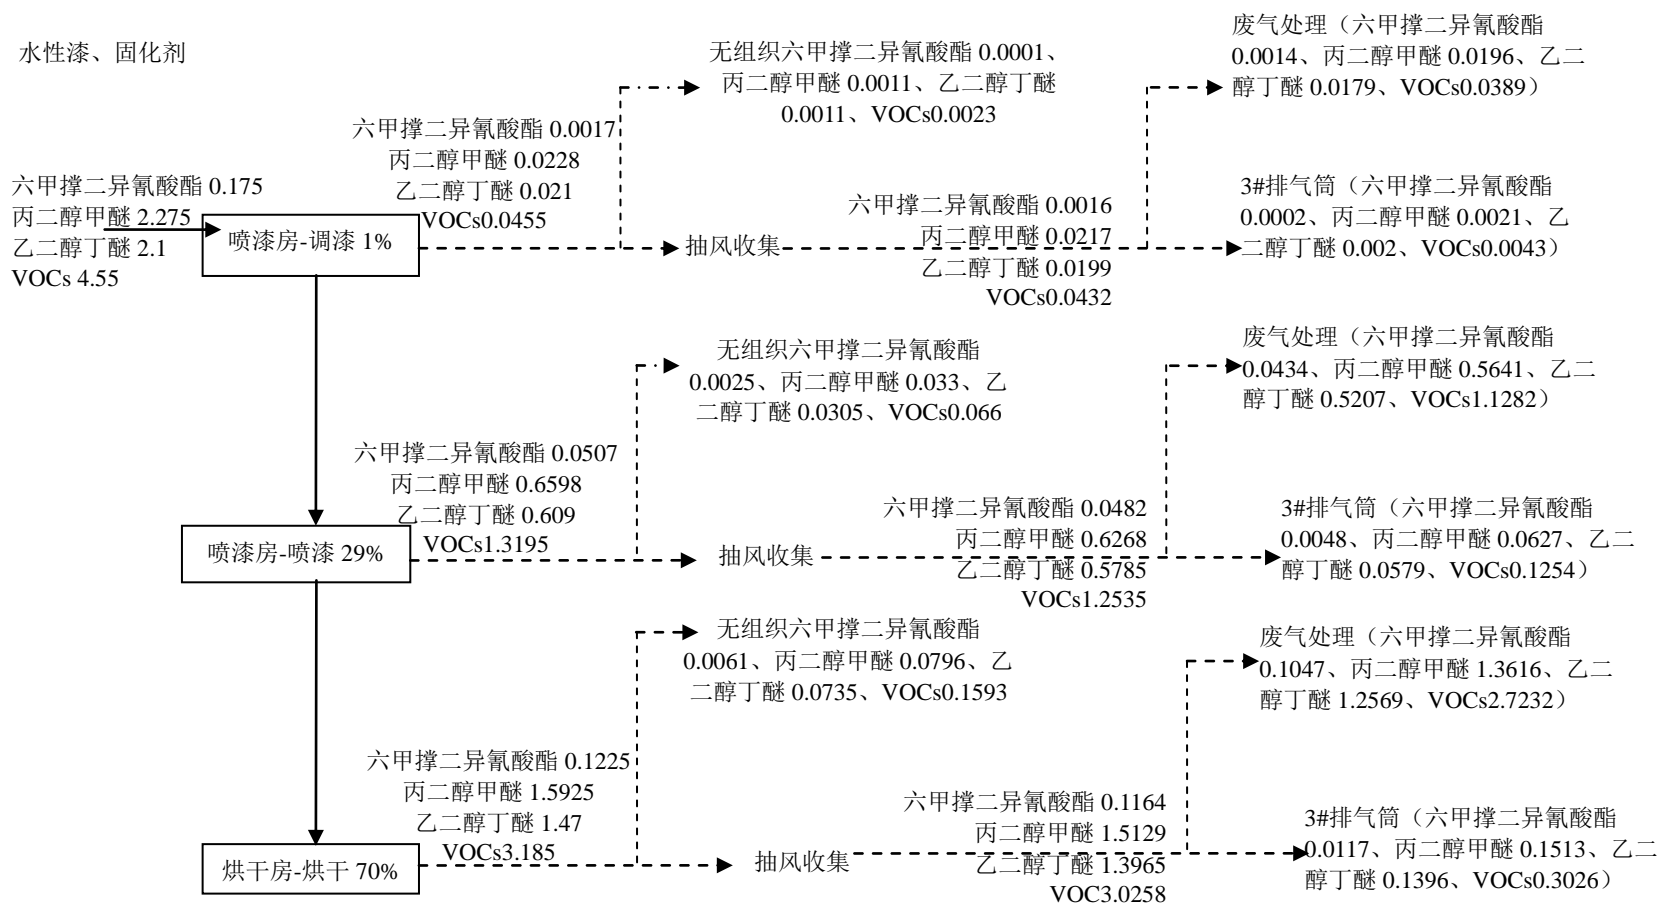 水性漆、固化剂
六甲撑二异氰酸酯 0.175
丙二醇甲醚 2.275
乙二醇丁醚 2.1
VOCs 4.55
喷漆房-调漆 1%
六甲撑二异氰酸酯 0.0017
丙二醇甲醚 0.0228
乙二醇丁醚 0.021
VOCs0.0455
无组织六甲撑二异氰酸酯 0.0001、
丙二醇甲醚 0.0011、乙二醇丁醚
0.0011、VOCs0.0023
抽风收集
六甲撑二异氰酸酯 0.0016
丙二醇甲醚 0.0217
乙二醇丁醚 0.0199
VOCs0.0432
废气处理（六甲撑二异氰酸酯
0.0014、丙二醇甲醚 0.0196、乙二
醇丁醚 0.0179、VOCs0.0389）
3#排气筒（六甲撑二异氰酸酯
0.0002、丙二醇甲醚 0.0021、乙
二醇丁醚 0.002、VOCs0.0043）
喷漆房-喷漆 29%
六甲撑二异氰酸酯 0.0507
丙二醇甲醚 0.6598
乙二醇丁醚 0.609
VOCs1.3195
无组织六甲撑二异氰酸酯
0.0025、丙二醇甲醚 0.033、乙
二醇丁醚 0.0305、VOCs0.066
抽风收集
六甲撑二异氰酸酯 0.0482
丙二醇甲醚 0.6268
乙二醇丁醚 0.5785
VOCs1.2535
废气处理（六甲撑二异氰酸酯
0.0434、丙二醇甲醚 0.5641、乙二
醇丁醚 0.5207、VOCs1.1282）
3#排气筒（六甲撑二异氰酸酯
0.0048、丙二醇甲醚 0.0627、乙二
醇丁醚 0.0579、VOCs0.1254）
烘干房-烘干 70%
六甲撑二异氰酸酯 0.1225
丙二醇甲醚 1.5925
乙二醇丁醚 1.47
VOCs3.185
无组织六甲撑二异氰酸酯
0.0061、丙二醇甲醚 0.0796、乙
二醇丁醚 0.0735、VOCs0.1593
抽风收集
六甲撑二异氰酸酯 0.1164
丙二醇甲醚 1.5129
乙二醇丁醚 1.3965
VOC3.0258
废气处理（六甲撑二异氰酸酯
0.1047、丙二醇甲醚 1.3616、乙二
醇丁醚 1.2569、VOCs2.7232）
3#排气筒（六甲撑二异氰酸酯
0.0117、丙二醇甲醚 0.1513、乙二
醇丁醚 0.1396、VOCs0.3026）